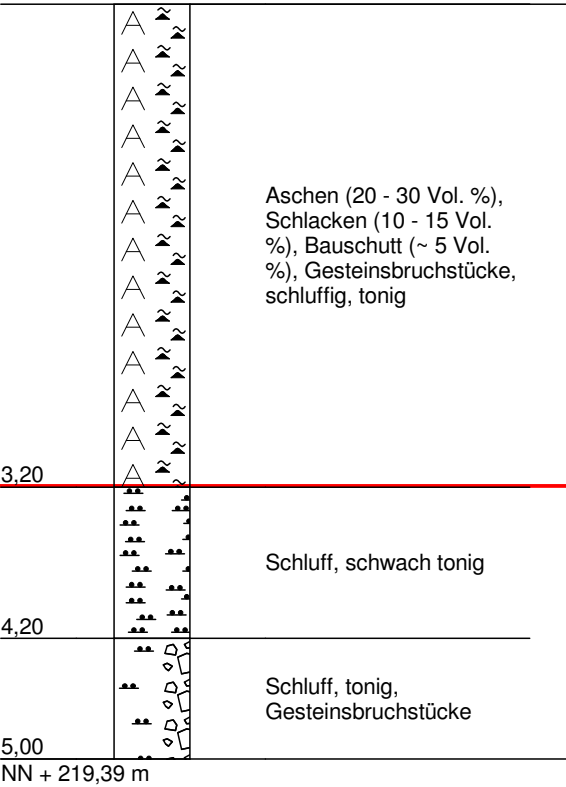 Aschen (20 - 30 Vol. %),
Schlacken (10 - 15 Vol.
%), Bauschutt (~ 5 Vol.
%), Gesteinsbruchstücke,
schluffig, tonig
3,20
Schluff, schwach tonig
4,20
Schluff, tonig,
Gesteinsbruchstücke
5,00
NN + 219,39 m